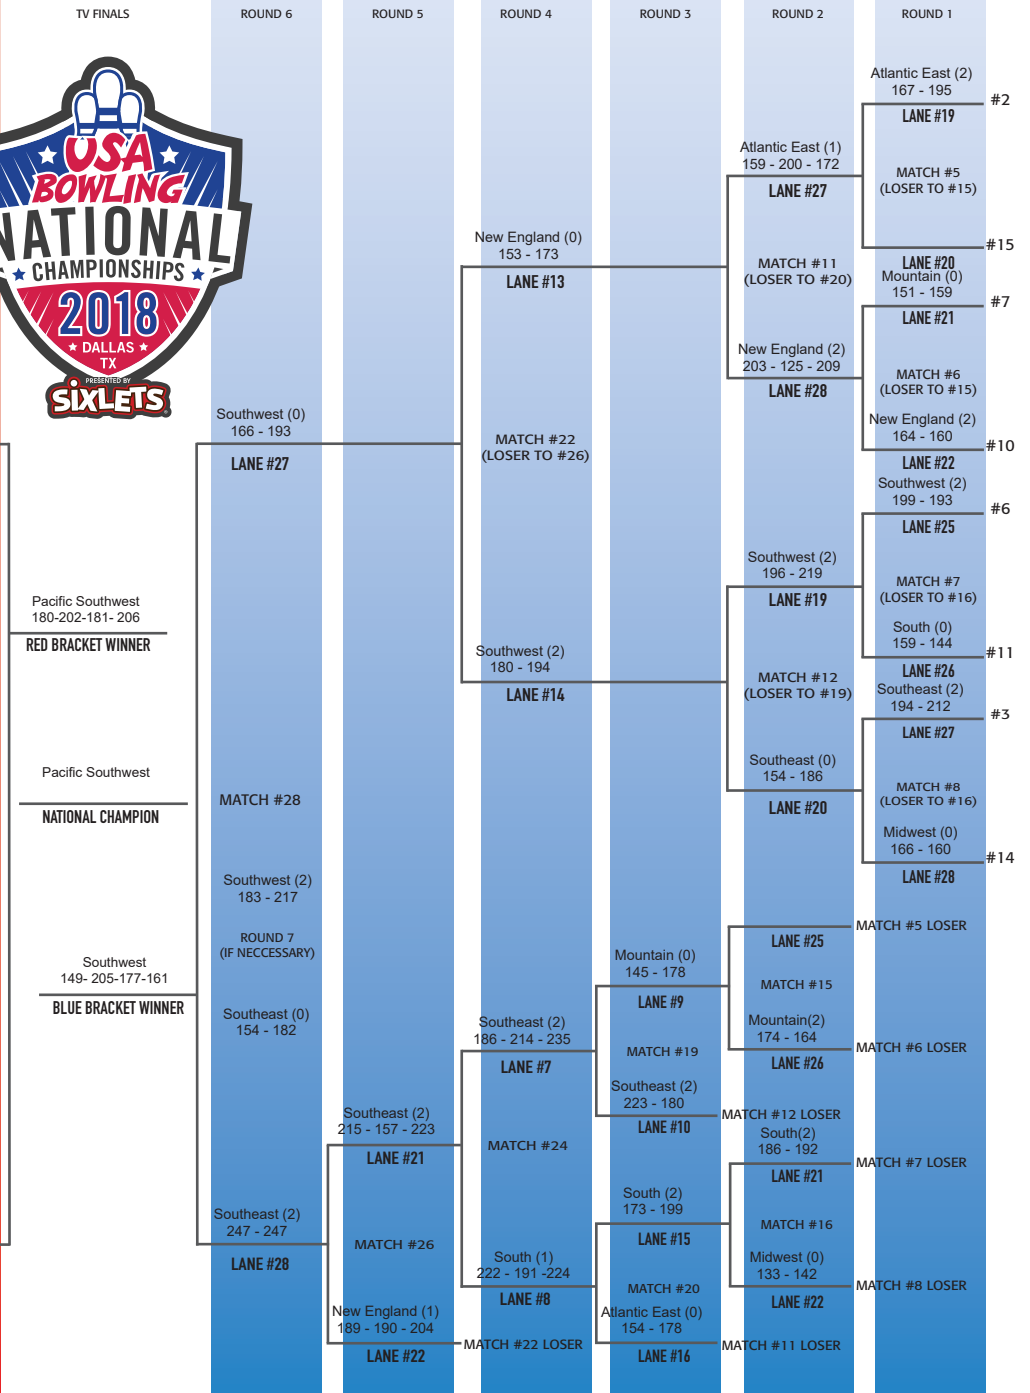 TV FINALS
ROUND 6
ROUND 5
ROUND 4
ROUND 3
ROUND 2
ROUND 1
USA
BOWLING
NATIONAL
CHAMPIONSHIPS
2018
DALLAS
TX
PRESENTED BY
SIXLETS
Atlantic East (2)
167 - 195
#2
LANE #19
MATCH #5
(LOSER TO #15)
#15
LANE #20
Atlantic East (1)
159 - 200 - 172
LANE #27
MATCH #11
(LOSER TO #20)
New England (2)
203 - 125 - 209
LANE #28
Mountain (0)
151 - 159
#7
LANE #21
MATCH #6
(LOSER TO #15)
New England (2)
164 - 160
#10
LANE #22
New England (0)
153 - 173
LANE #13
MATCH #22
(LOSER TO #26)
Southwest (2)
180 - 194
LANE #14
Southwest (0)
166 - 193
LANE #27
Southwest (2)
199 - 193
#6
LANE #25
MATCH #7
(LOSER TO #16)
South (0)
159 - 144
#11
LANE #26
Southwest (2)
196 - 219
LANE #19
MATCH #12
(LOSER TO #19)
Southeast (0)
154 - 186
LANE #20
Southeast (2)
194 - 212
#3
LANE #27
MATCH #8
(LOSER TO #16)
Midwest (0)
166 - 160
#14
LANE #28
Pacific Southwest
180-202-181- 206
RED BRACKET WINNER
Pacific Southwest
NATIONAL CHAMPION
Southwest
149- 205-177-161
BLUE BRACKET WINNER
MATCH #28
Southwest (2)
183 - 217
ROUND 7
(IF NECCESSARY)
Southeast (0)
154 - 182
Southeast (2)
247 - 247
LANE #28
MATCH #5 LOSER
LANE #25
MATCH #15
Mountain(2)
174 - 164
MATCH #6 LOSER
LANE #26
Mountain (0)
145 - 178
LANE #9
MATCH #19
Southeast (2)
223 - 180
MATCH #12 LOSER
LANE #10
Southeast (2)
186 - 214 - 235
LANE #7
MATCH #24
South (1)
222 - 191 -224
LANE #8
South(2)
186 - 192
MATCH #7 LOSER
LANE #21
MATCH #16
Midwest (0)
133 - 142
MATCH #8 LOSER
LANE #22
South (2)
173 - 199
LANE #15
MATCH #20
Atlantic East (0)
154 - 178
MATCH #11 LOSER
LANE #16
Southeast (2)
215 - 157 - 223
LANE #21
MATCH #26
New England (1)
189 - 190 - 204
MATCH #22 LOSER
LANE #22